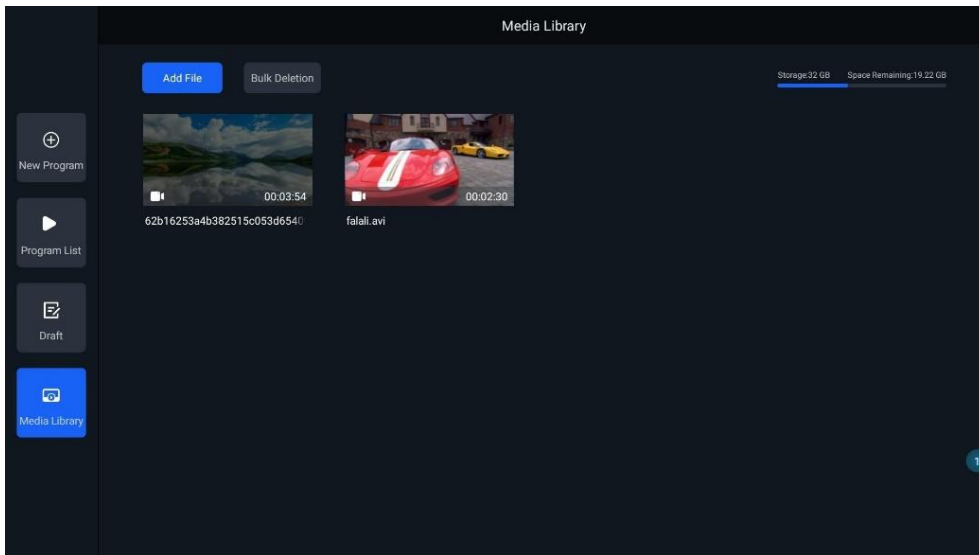 Media Library
Add File
Bulk Deletion
Storage:32 GB
Space Remaining:19.22 GB
New Program
Program List
Draft
Media Library
00:03:54
62b16253a4b382515c053d6540
00:02:30
falali.avi